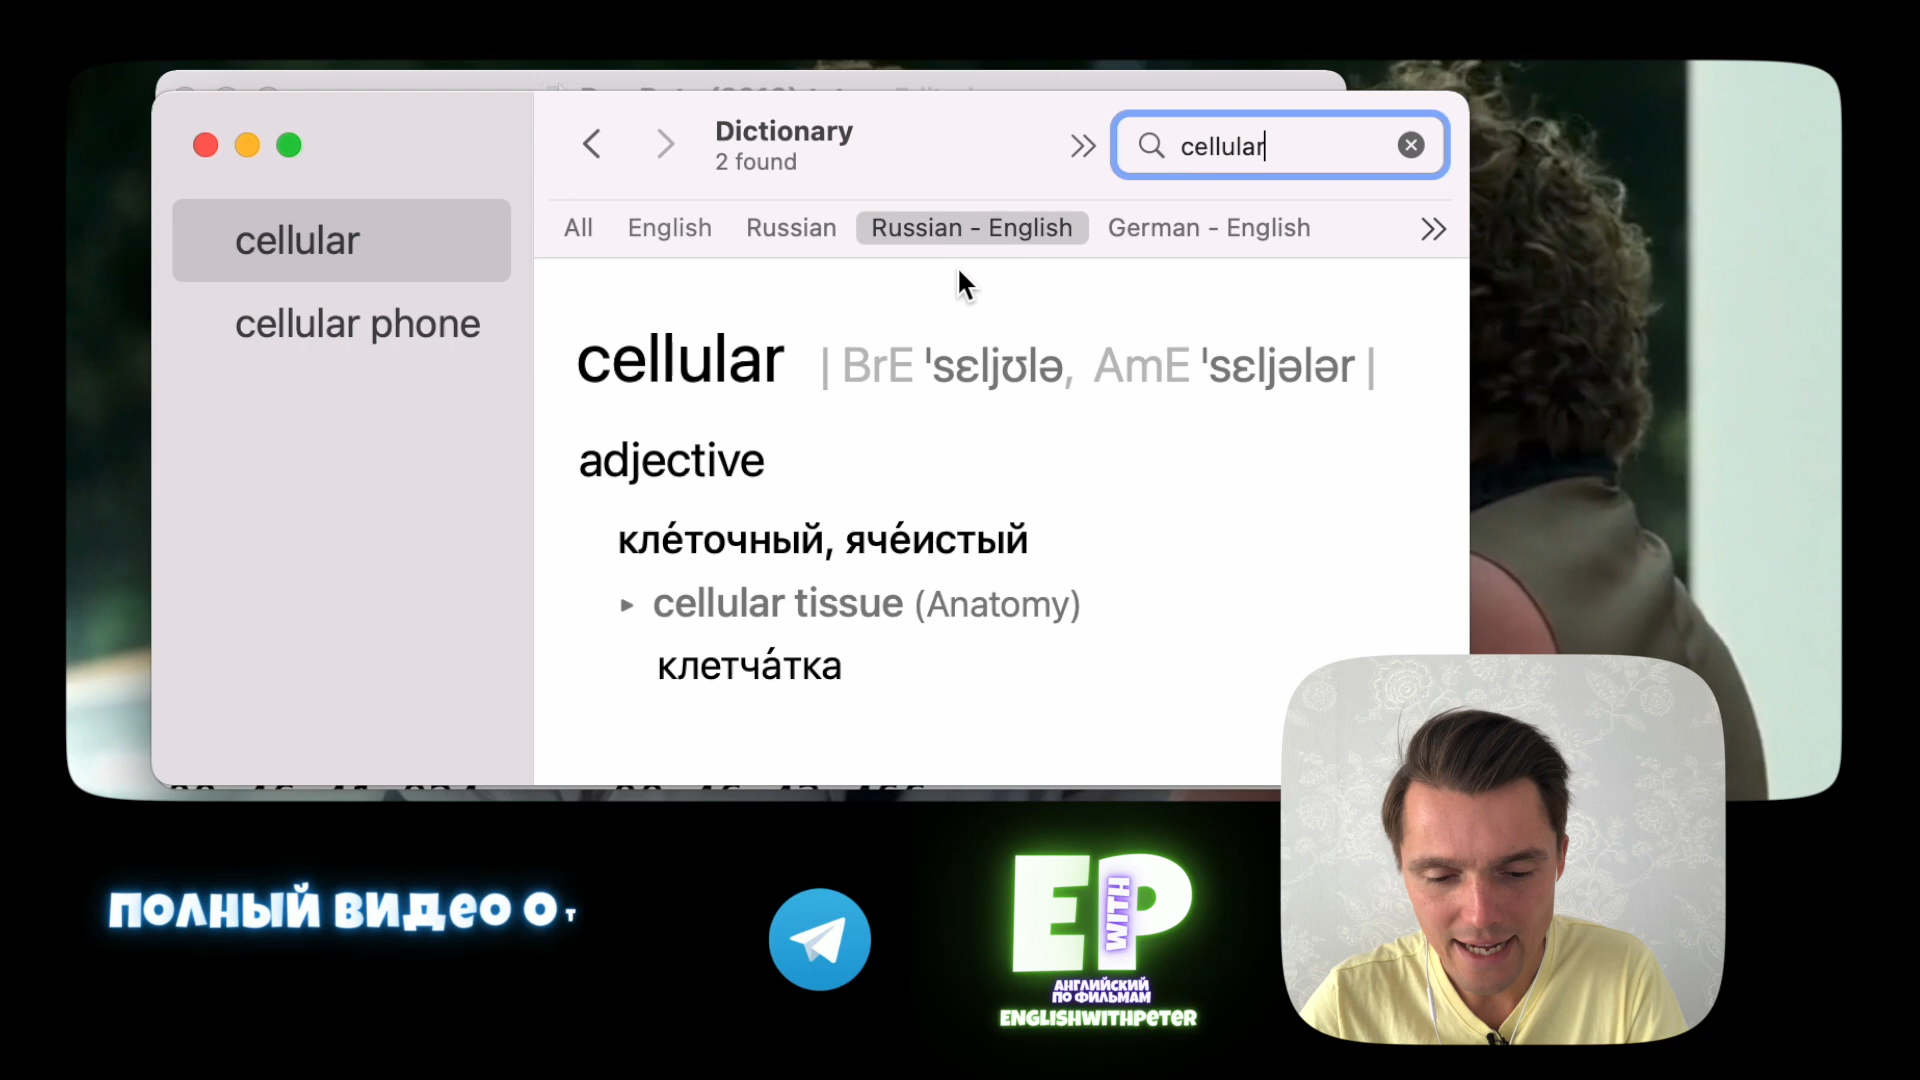 Dictionary
2 found
cellular
All English Russian Russian - English German - English
cellular
cellular phone
cellular | BrE ˈsɛljʊlə, AmE ˈsɛljələr |
adjective
кле́точный, яче́истый
▸ cellular tissue (Anatomy)
клетча́тка
ПОЛНЫЙ ВИДЕО ОТ
EP
WITH
АНГЛИЙСКИЙ
ПО ФИЛЬМАМ
ENGLISHWITHPETER